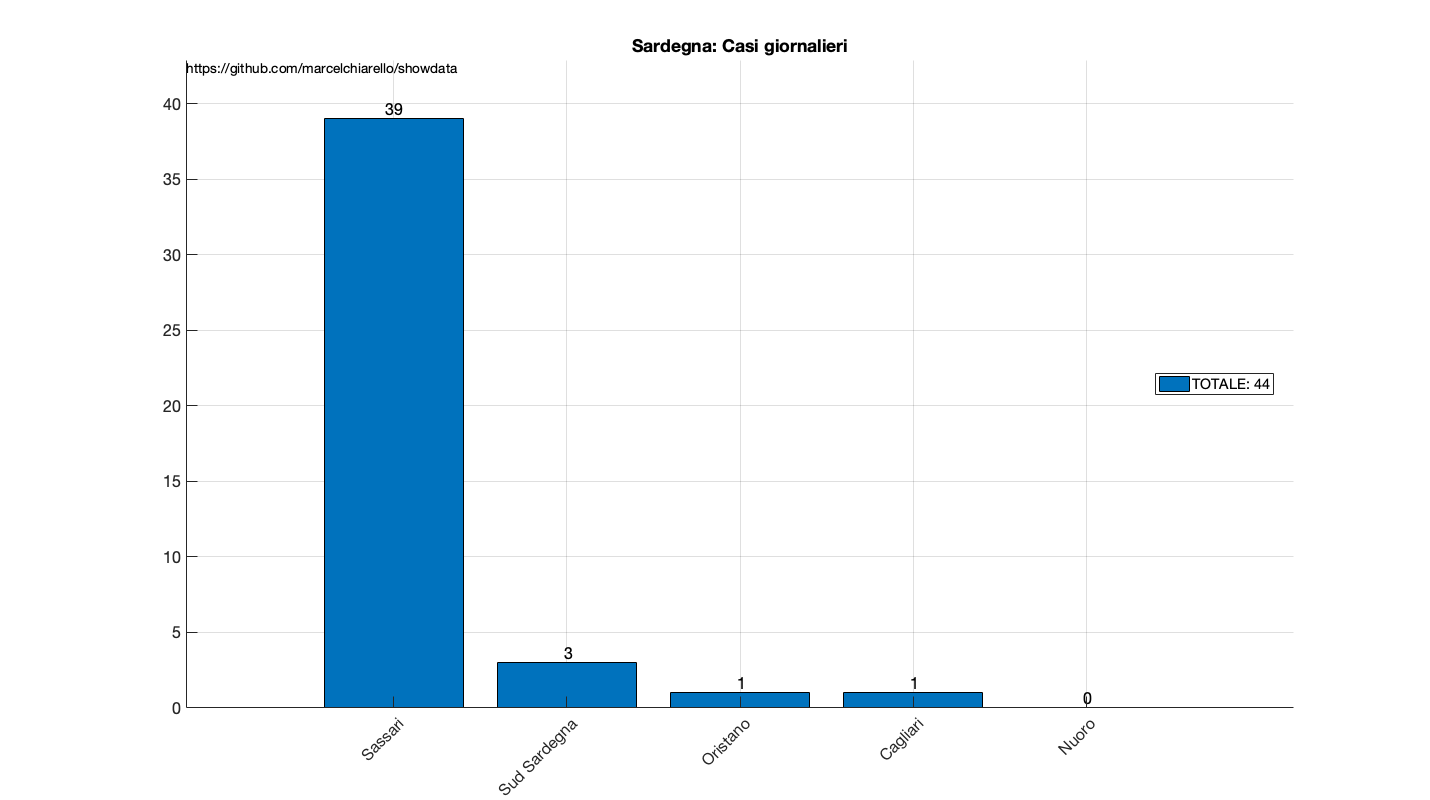 Sardegna: Casi giornalieri
https://github.com/marcelchiarello/showdata
40
35
30
25
20
15
10
5
0
39
3
1
1
0
TOTALE: 44
Sassari
Sud Sardegna
Oristano
Cagliari
Nuoro